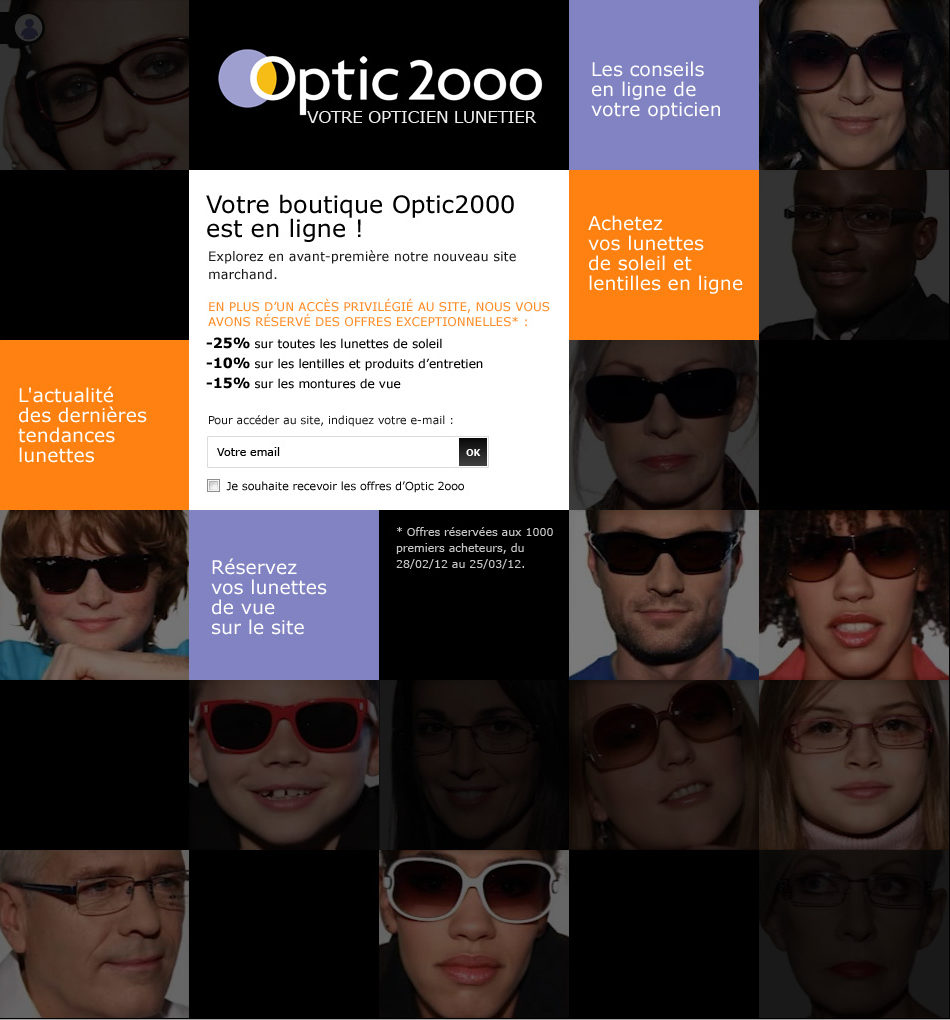 Optic 2ooo
VOTRE OPTICIEN LUNETIER
Les conseils
en ligne de
votre opticien
Votre boutique Optic2000
est en ligne !
Explorez en avant-première notre nouveau site
marchand.
EN PLUS D’UN ACCÈS PRIVILÉGIÉ AU SITE, NOUS VOUS
AVONS RÉSERVÉ DES OFFRES EXCEPTIONNELLES* :
-25% sur toutes les lunettes de soleil
-10% sur les lentilles et produits d’entretien
-15% sur les montures de vue
Pour accéder au site, indiquez votre e-mail :
Votre email
OK
Je souhaite recevoir les offres d’Optic 2ooo
Achetez
vos lunettes
de soleil et
lentilles en ligne
L'actualité
des dernières
tendances
lunettes
Réservez
vos lunettes
de vue
sur le site
* Offres réservées aux 1000
premiers acheteurs, du
28/02/12 au 25/03/12.